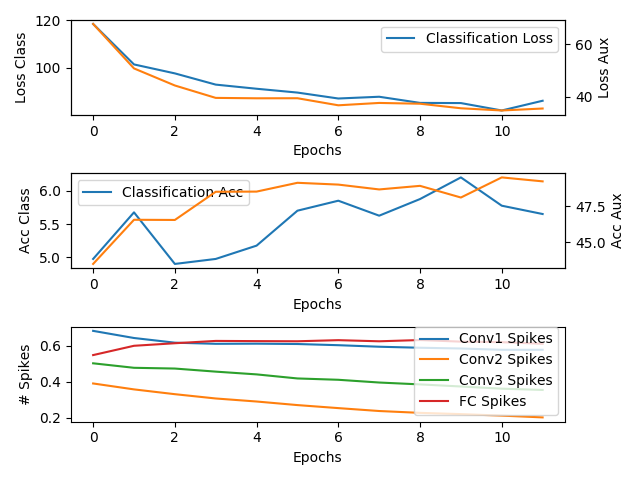 120
100
Loss Class
Classification Loss
60
40
Loss Aux
0 2 4 6 8 10
Epochs
6.0
5.5
5.0
Acc Class
Classification Acc
47.5
45.0
Acc Aux
0 2 4 6 8 10
Epochs
0.6
0.4
0.2
# Spikes
Conv1 Spikes
Conv2 Spikes
Conv3 Spikes
FC Spikes
0 2 4 6 8 10
Epochs